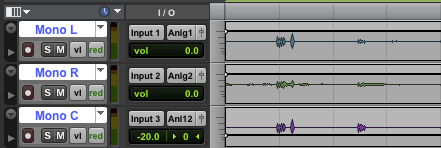 I / O
Mono L
Input 1 Anlg1
S M vl red
vol 0.0
Mono R
Input 2 Anlg2
S M vl red
vol 0.0
Mono C
Input 3 Anl12
S M vl red
-20.0 0